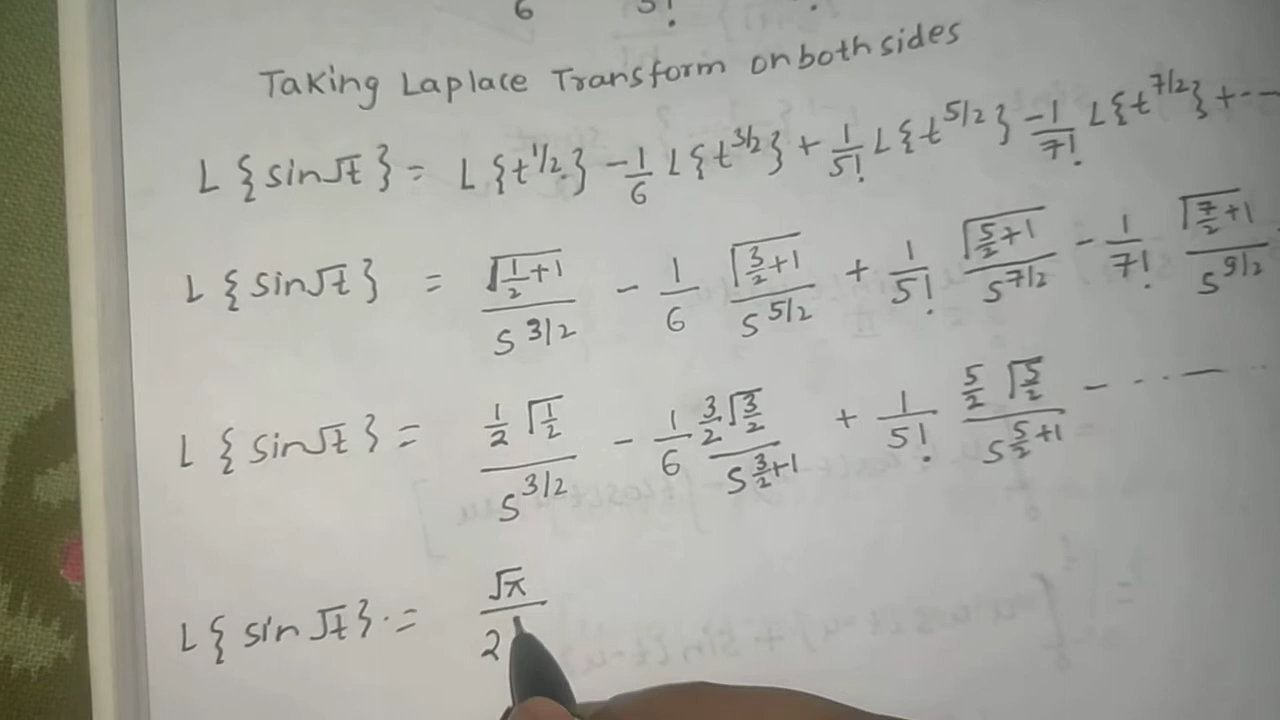 6 5!
Taking Laplace Transform on both sides
L {sin√t} = L {t^1/2} - 1/6 L {t^3/2} + 1/5! L {t^5/2} - 1/7! L {t^7/2} + ---
L {sin√t} = Γ(1/2+1)/S^3/2 - 1/6 Γ(3/2+1)/S^5/2 + 1/5! Γ(5/2+1)/S^7/2 - 1/7! Γ(7/2+1)/S^9/2
L {sin√t} = 1/2 Γ(1/2)/S^3/2 - 1/6 3/2 Γ(3/2)/S^(3/2+1) + 1/5! 5/2 Γ(5/2)/S^(5/2+1) - ...
L {sin√t} = √π/2